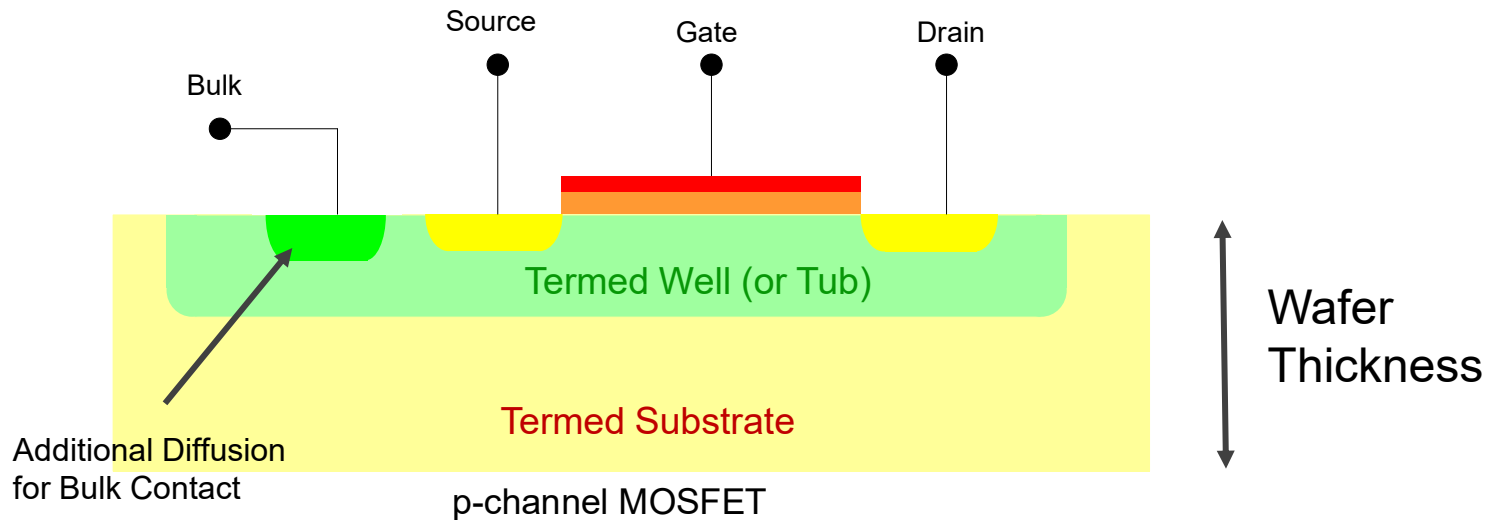 Source
Gate
Drain
Bulk
Termed Well (or Tub)
Wafer
Thickness
Termed Substrate
Additional Diffusion
for Bulk Contact
p-channel MOSFET